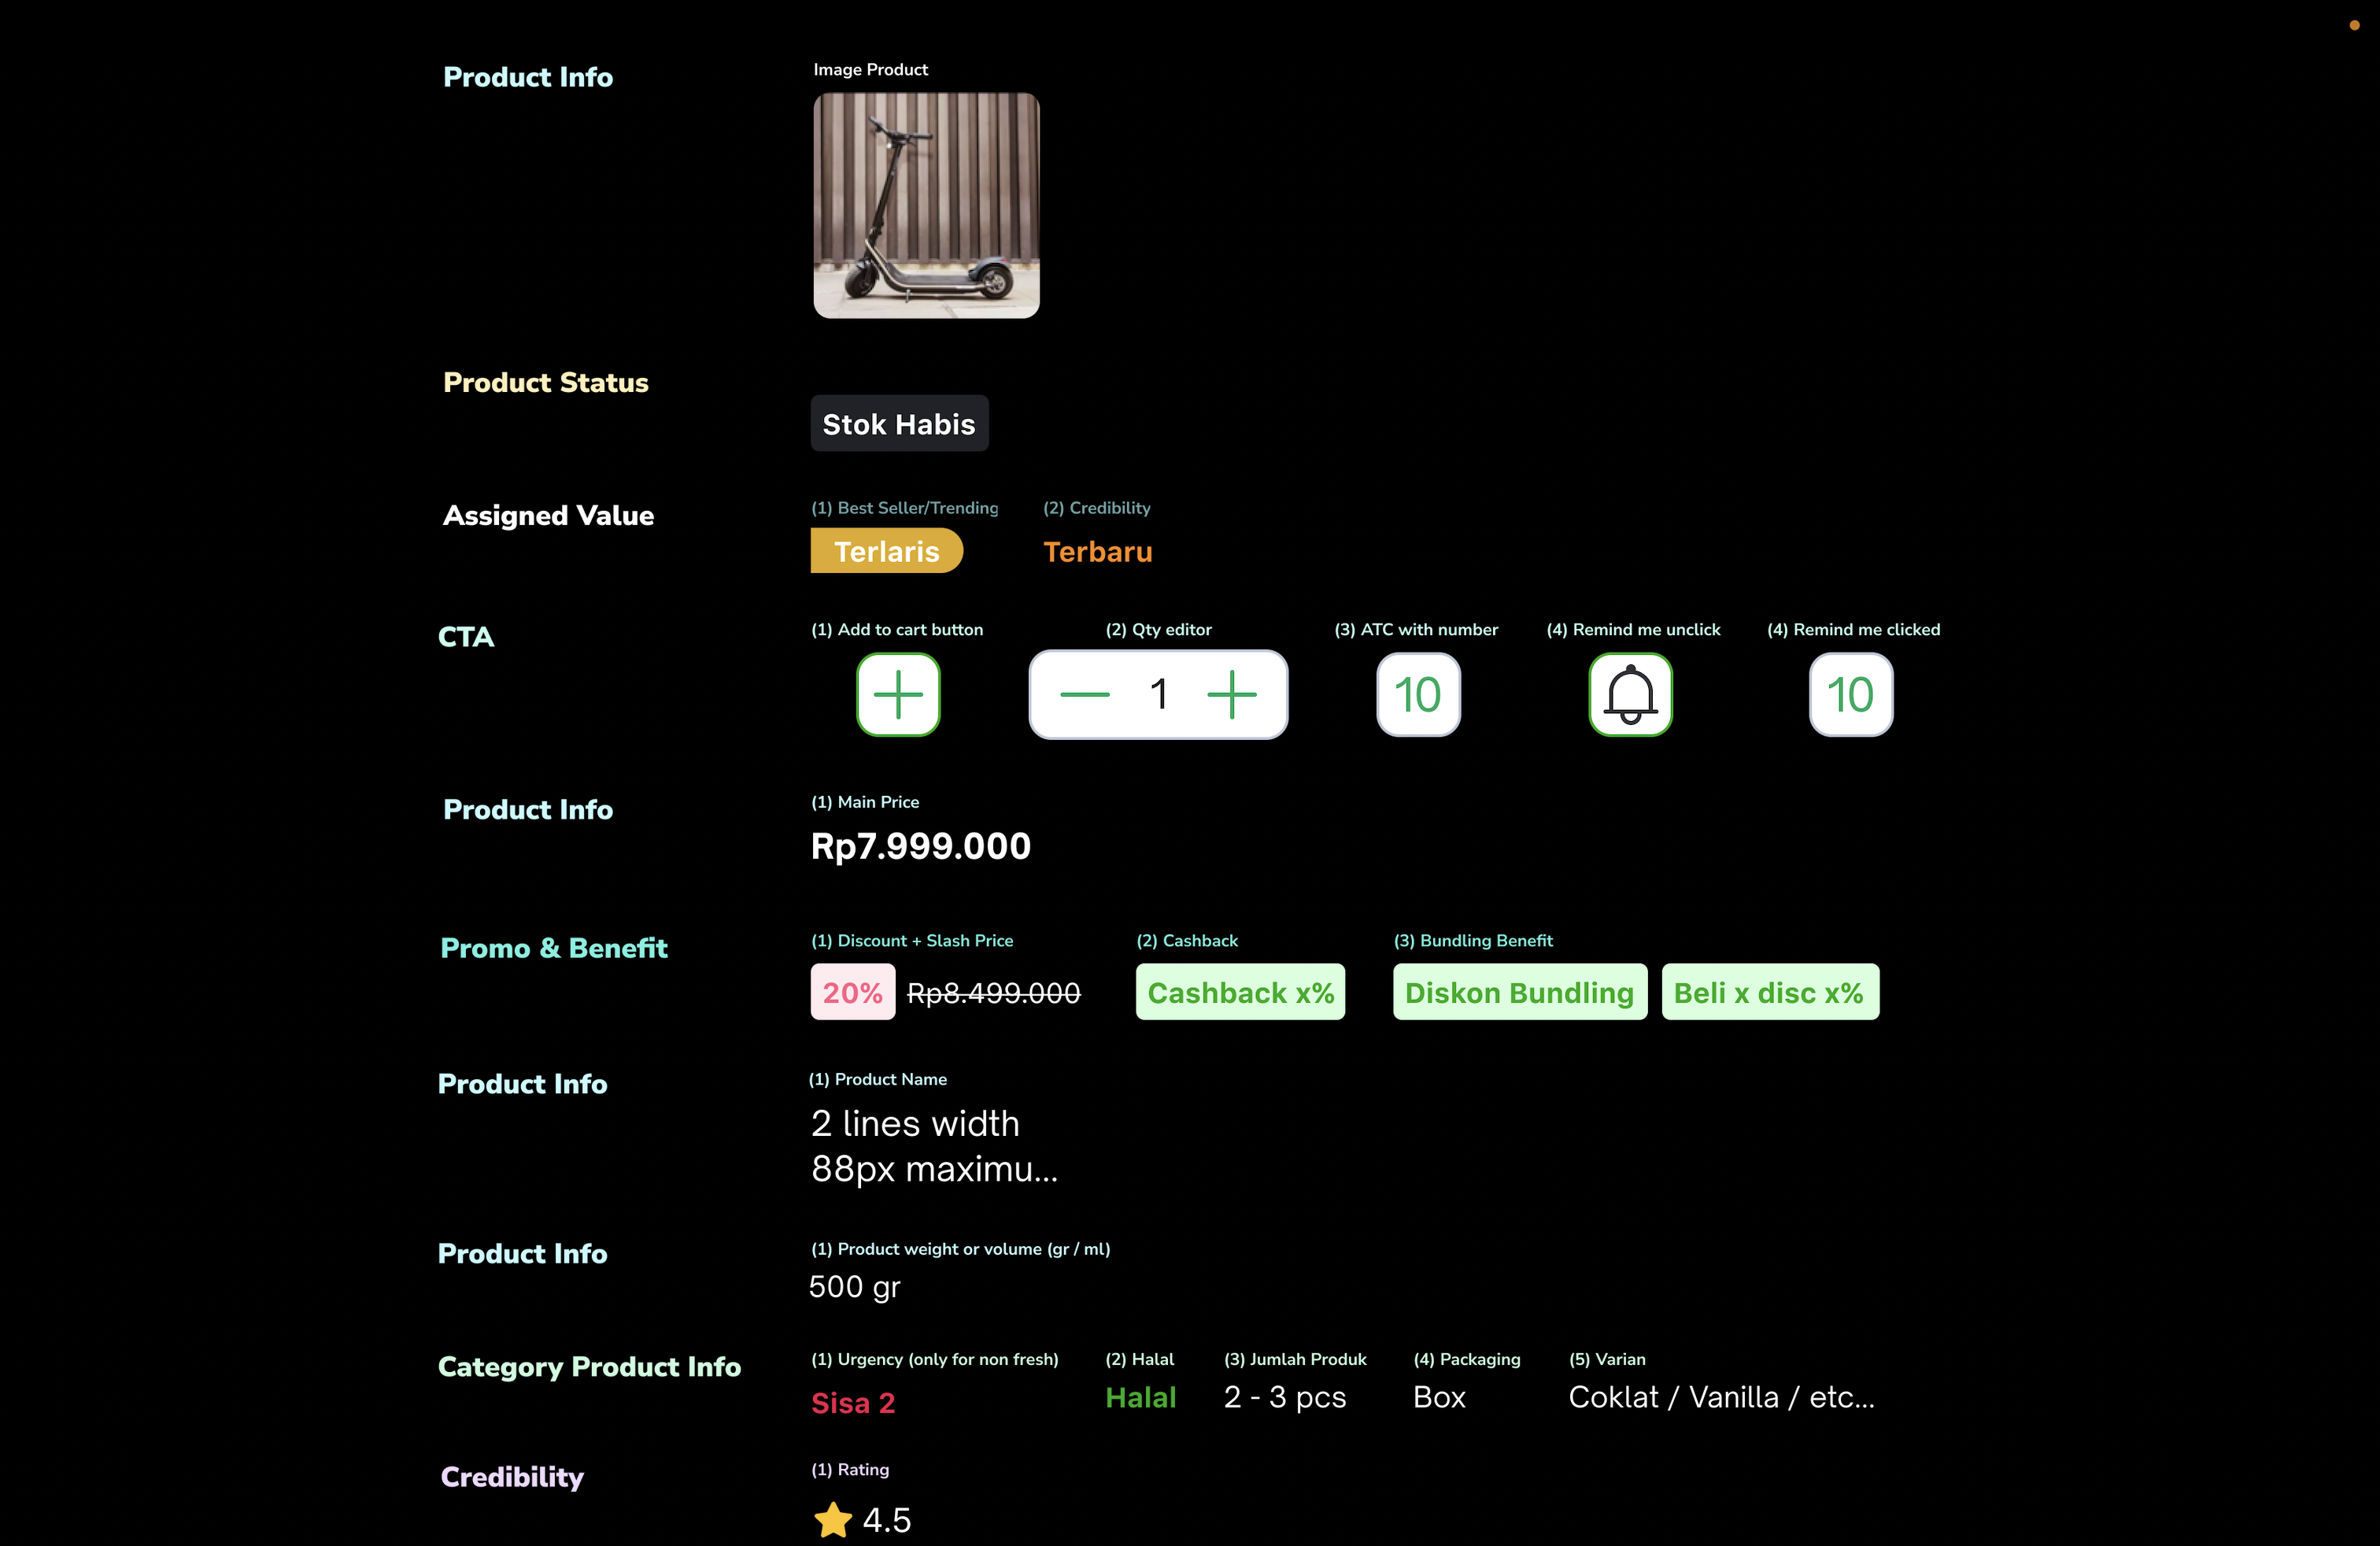 Product Info
Image Product
Product Status
Stok Habis
Assigned Value
(1) Best Seller/Trending
(2) Credibility
Terlaris
Terbaru
CTA
(1) Add to cart button
(2) Qty editor
(3) ATC with number
(4) Remind me unclick
(4) Remind me clicked
1
10
10
Product Info
(1) Main Price
Rp7.999.000
Promo & Benefit
(1) Discount + Slash Price
(2) Cashback
(3) Bundling Benefit
20%
Rp8.499.000
Cashback x%
Diskon Bundling
Beli x disc x%
Product Info
(1) Product Name
2 lines width
88px maximu...
Product Info
(1) Product weight or volume (gr / ml)
500 gr
Category Product Info
(1) Urgency (only for non fresh)
(2) Halal
(3) Jumlah Produk
(4) Packaging
(5) Varian
Sisa 2
Halal
2 - 3 pcs
Box
Coklat / Vanilla / etc...
Credibility
(1) Rating
4.5